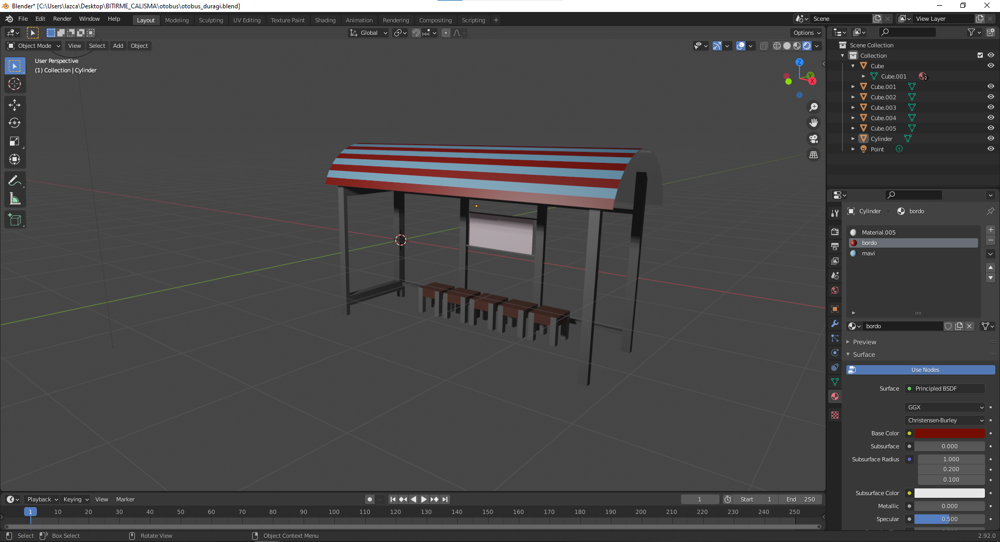 Blender* [C:\Users\lazca\Desktop\BITIRME_CALISMA\otobus\otobus_duragi.blend]
File Edit Render Window Help Layout Modeling Sculpting UV Editing Texture Paint Shading Animation Rendering Compositing Scripting + Scene View Layer
Global Options
Object Mode View Select Add Object
User Perspective
(1) Collection | Cylinder
Z
Y
X
Scene Collection
Collection
Cube
Cube.001 2
Cube.001
Cube.002
Cube.003
Cube.004
Cube.005
Cylinder
Point
Cylinder bordo
Material.005
bordo
mavi
bordo
Preview
Surface
Use Nodes
Surface Principled BSDF
GGX
Christensen-Burley
Base Color
Subsurface 0.000
Subsurface Radius 1.000
0.200
0.100
Subsurface Color
Metallic 0.000
Specular 0.500
Playback Keying View Marker 1 Start 1 End 250
1 10 20 30 40 50 60 70 80 90 100 110 120 130 140 150 160 170 180 190 200 210 220 230 240 250
Select Box Select Rotate View Object Context Menu 2.92.0